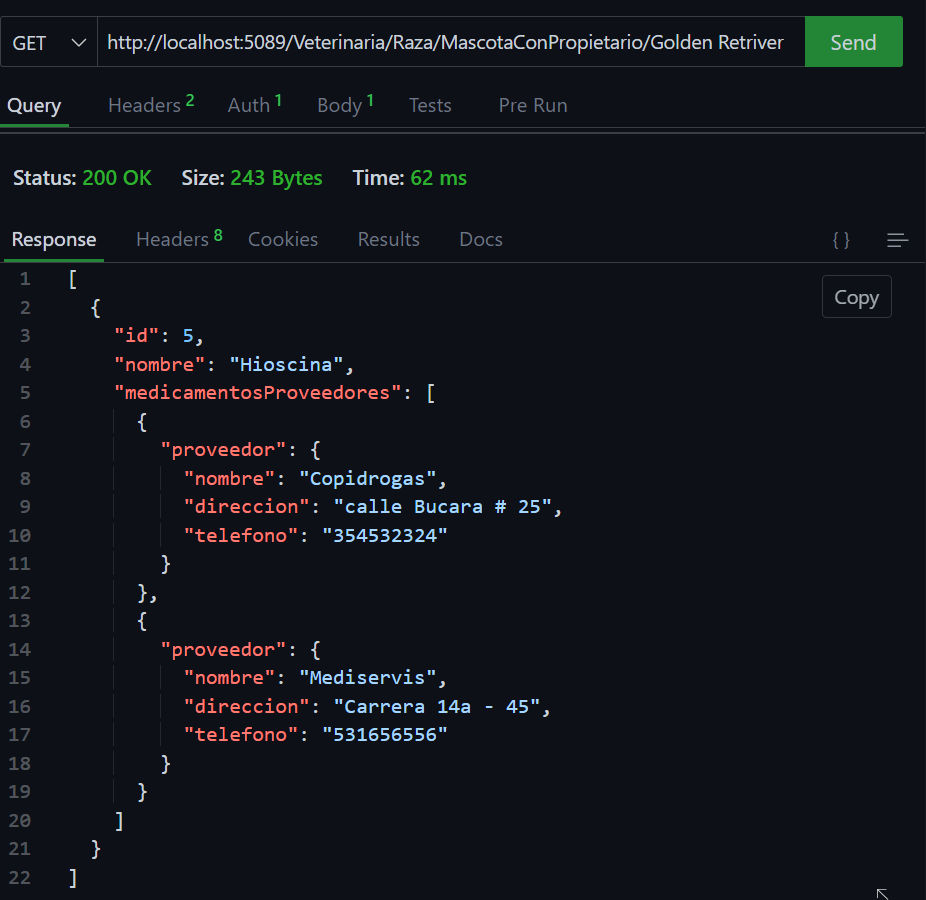 GET http://localhost:5089/Veterinaria/Raza/MascotaConPropietario/Golden Retriver Send
Query Headers 2 Auth 1 Body 1 Tests Pre Run
Status: 200 OK Size: 243 Bytes Time: 62 ms
Response Headers 8 Cookies Results Docs { }
Copy
1 [
2 {
3 "id": 5,
4 "nombre": "Hioscina",
5 "medicamentosProveedores": [
6 {
7 "proveedor": {
8 "nombre": "Copidrogas",
9 "direccion": "calle Bucara # 25",
10 "telefono": "354532324"
11 }
12 },
13 {
14 "proveedor": {
15 "nombre": "Mediservis",
16 "direccion": "Carrera 14a - 45",
17 "telefono": "531656556"
18 }
19 }
20 ]
21 }
22 ]